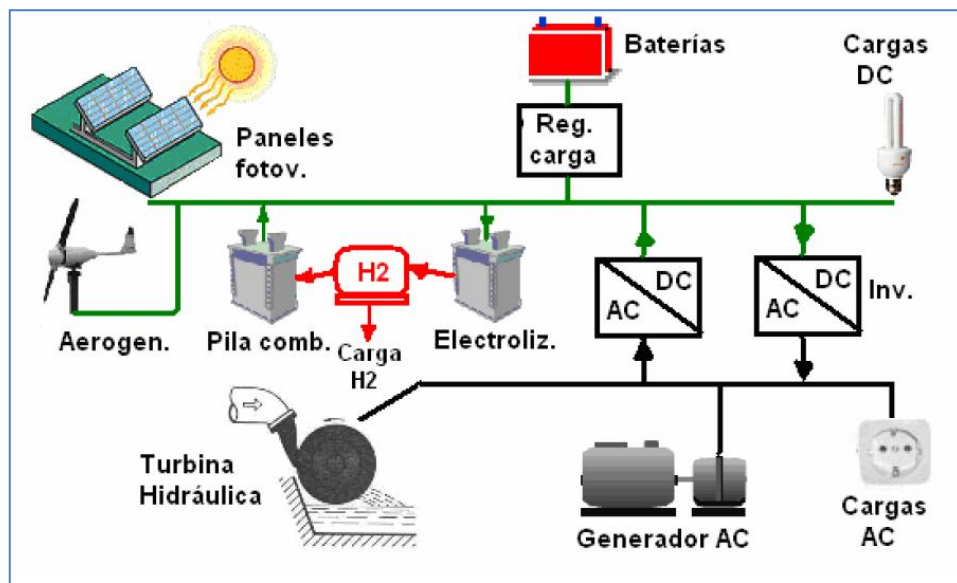 Baterías
Cargas
DC
Paneles
fotov.
Reg.
carga
Aerogen.
Pila comb.
H2
Carga
H2
Electroliz.
DC
AC
DC
AC
Inv.
Turbina
Hidráulica
Generador AC
Cargas
AC